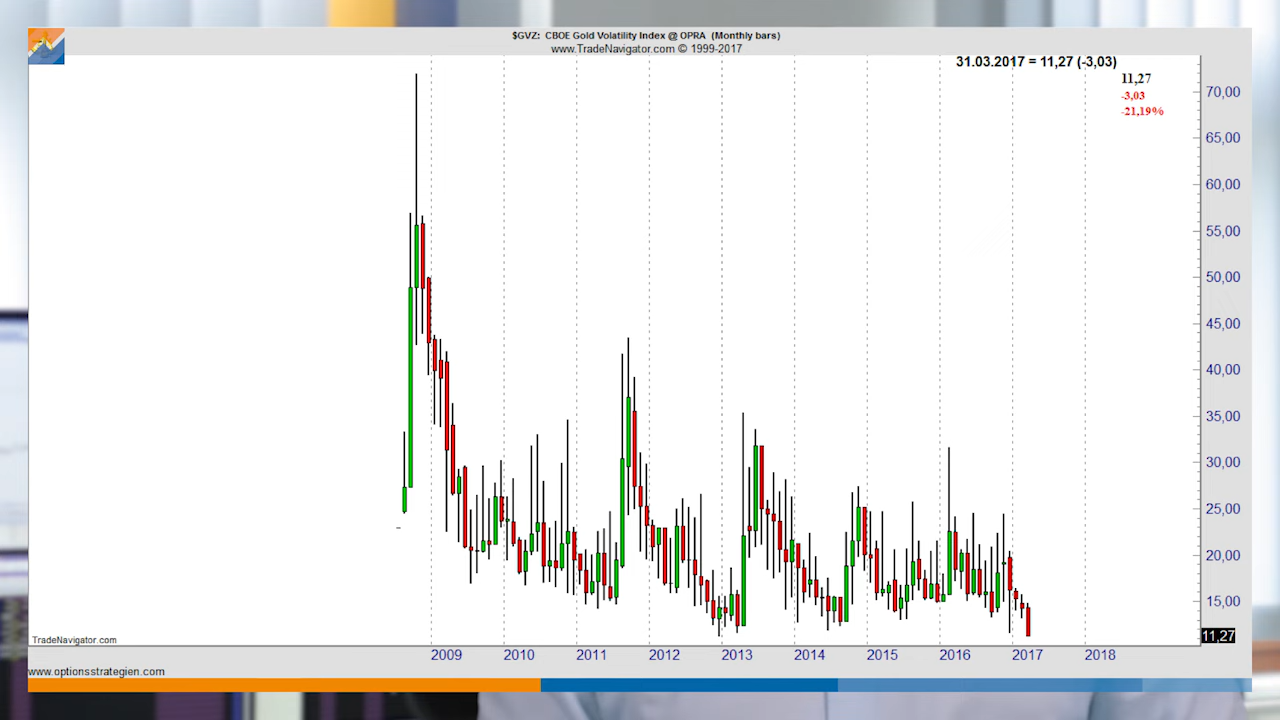 $GVZ: CBOE Gold Volatility Index @ OPRA (Monthly bars)
www.TradeNavigator.com © 1999-2017
31.03.2017 = 11,27 (-3,03)
11,27
-3,03
-21,19%
70,00
65,00
60,00
55,00
50,00
45,00
40,00
35,00
30,00
25,00
20,00
15,00
11,27
TradeNavigator.com
2009 2010 2011 2012 2013 2014 2015 2016 2017 2018
www.optionsstrategien.com